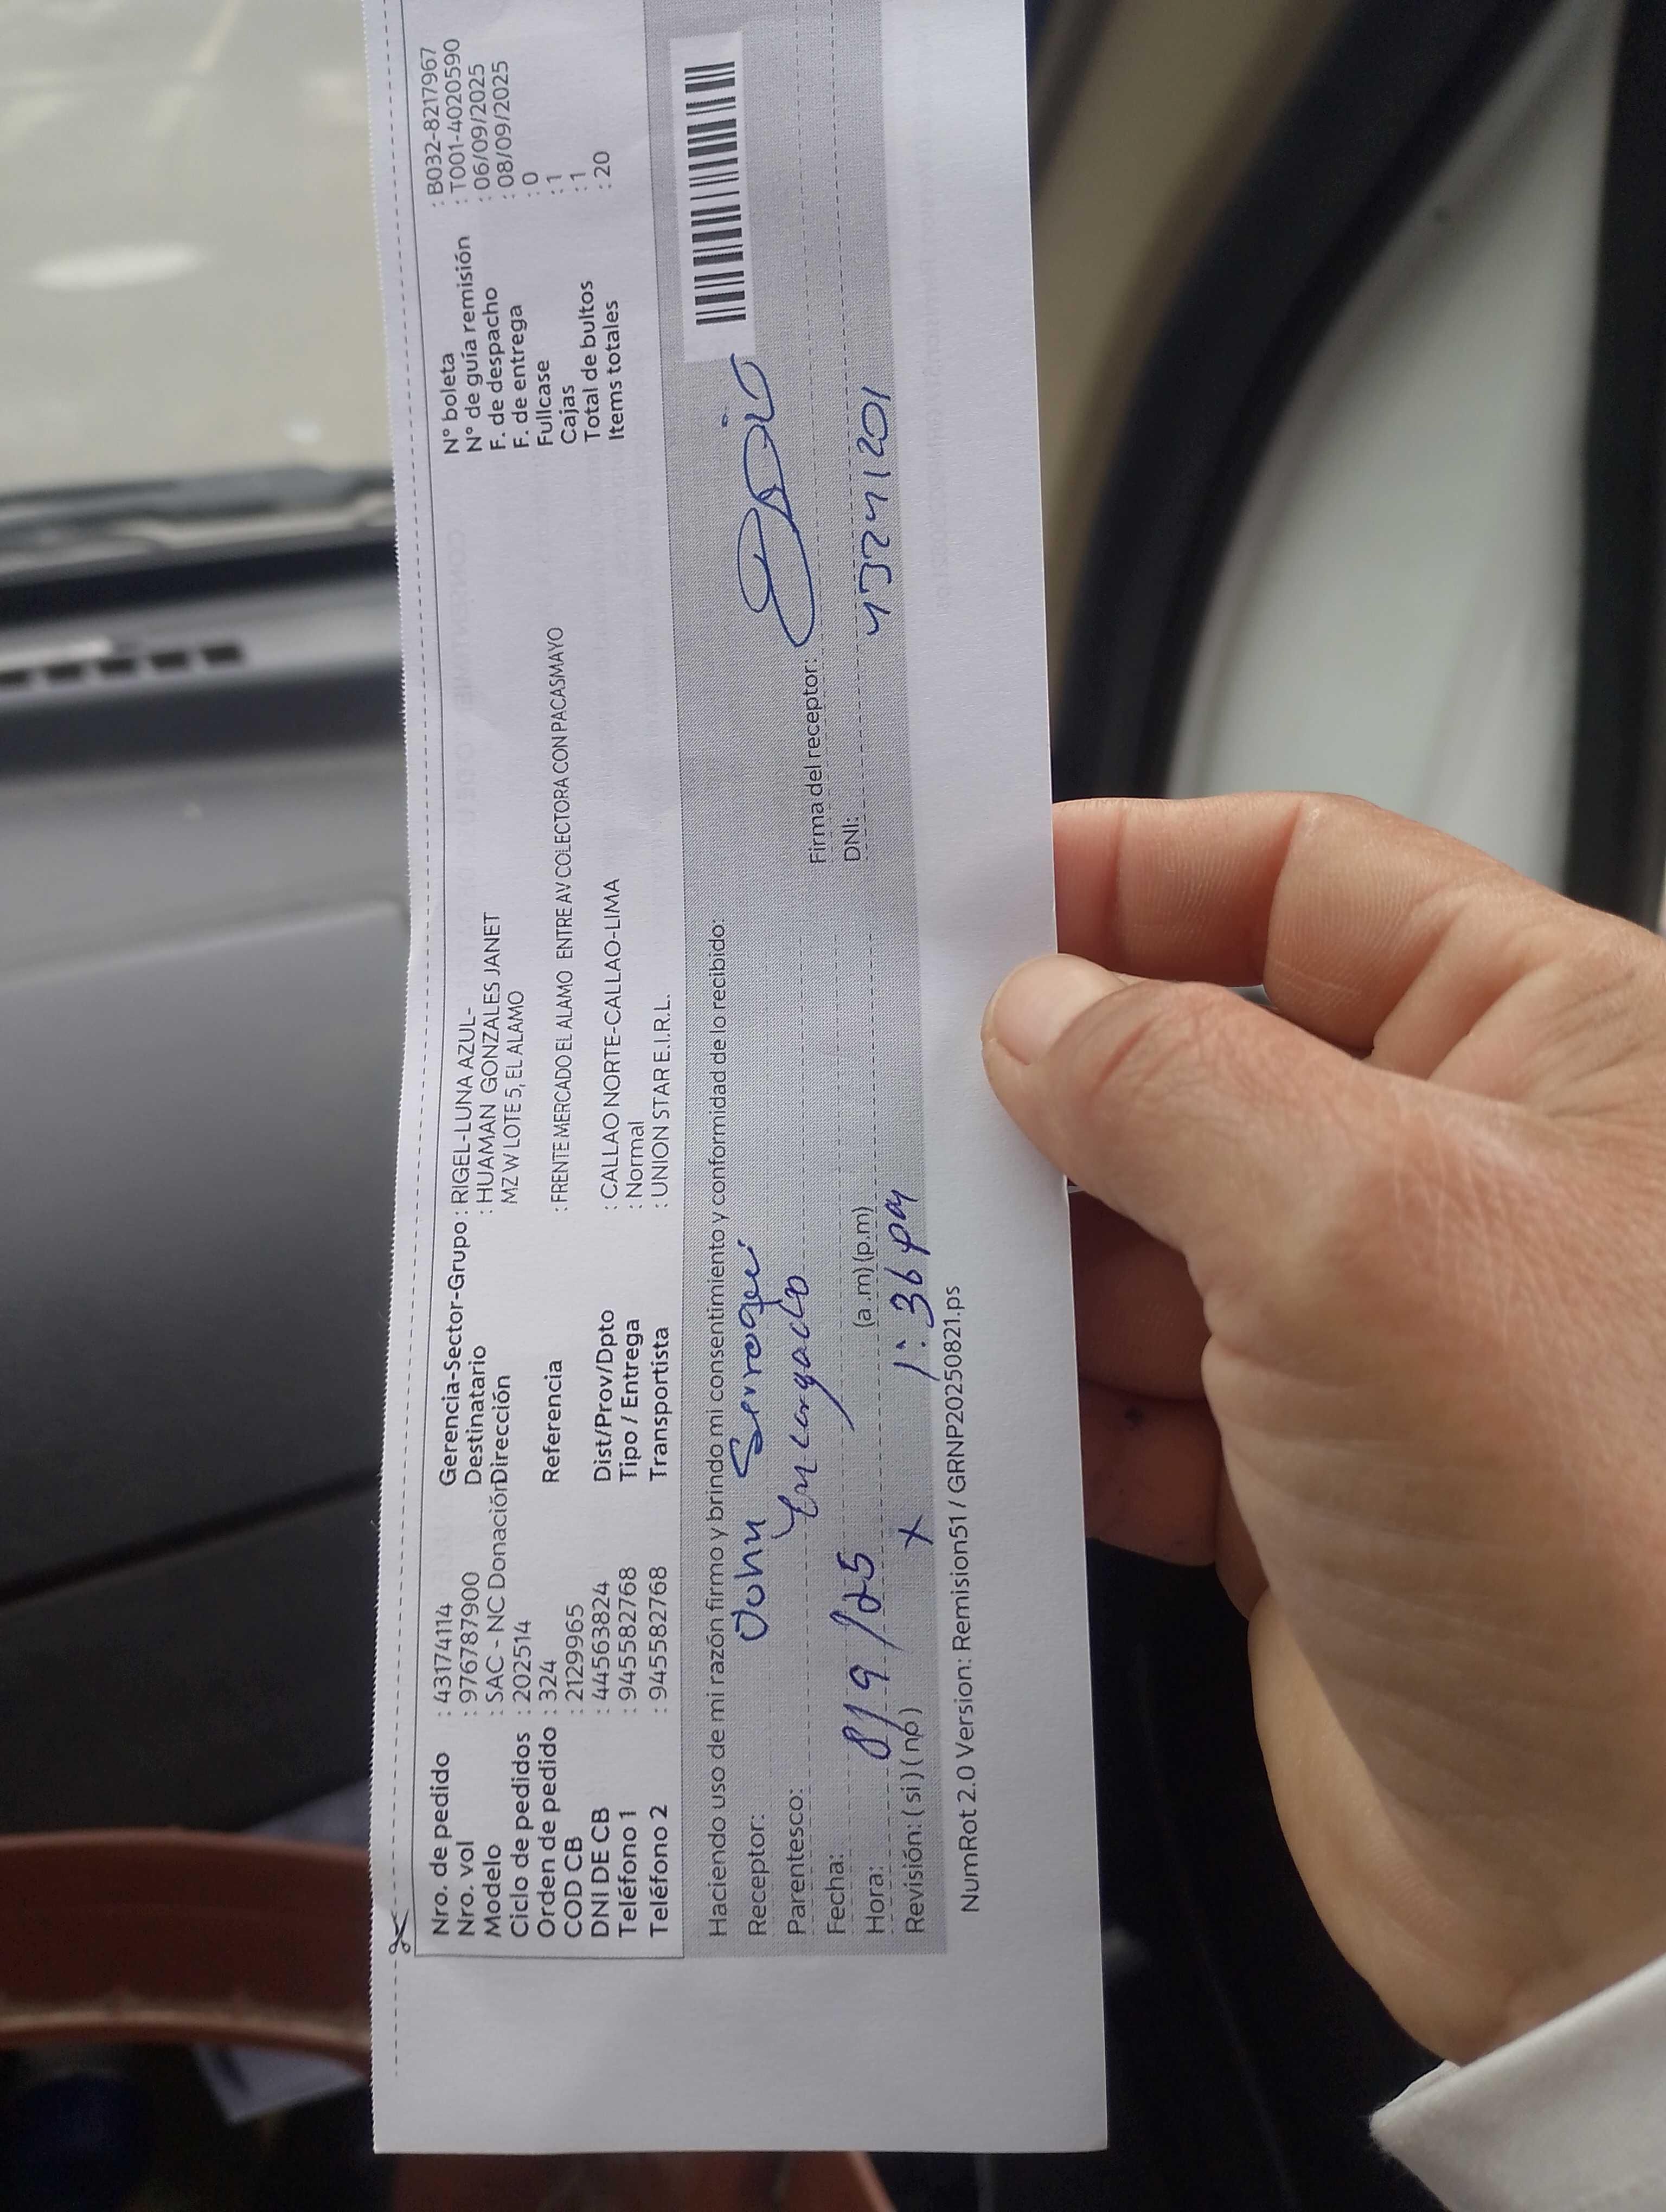 Nro. de pedido : 43174114 Gerencia-Sector-Grupo : RIGEL-LUNA AZUL- N° boleta : B032-8217967
Nro. vol : 976787900 Destinatario : HUAMAN GONZALES JANET N° de guía remisión : T001-4020590
Modelo : SAC - NC Donación Dirección MZ W LOTE 5, EL ALAMO F. de despacho : 06/09/2025
Ciclo de pedidos : 202514 F. de entrega : 08/09/2025
Orden de pedido : 324 Referencia : FRENTE MERCADO EL ALAMO ENTRE AV COLECTORA CON PACASMAYO Fullcase : 0
COD CB : 2129965 Cajas : 1
DNI DE CB : 44563824 Dist/Prov/Dpto : CALLAO NORTE-CALLAO-LIMA Total de bultos : 1
Teléfono 1 : 945582768 Tipo / Entrega : Normal Items totales : 20
Teléfono 2 : 945582768 Transportista : UNION STAR E.I.R.L.
Haciendo uso de mi razón firmo y brindo mi consentimiento y conformidad de lo recibido:
Receptor: John
Parentesco: Encargado Firma del receptor:
Fecha: 8/9/25 DNI: 43241201
Hora: (a.m) (p.m) 1:36 pm
Revisión: ( si ) ( no ) x
NumRot 2.0 Version: Remision51 / GRNP20250821.ps